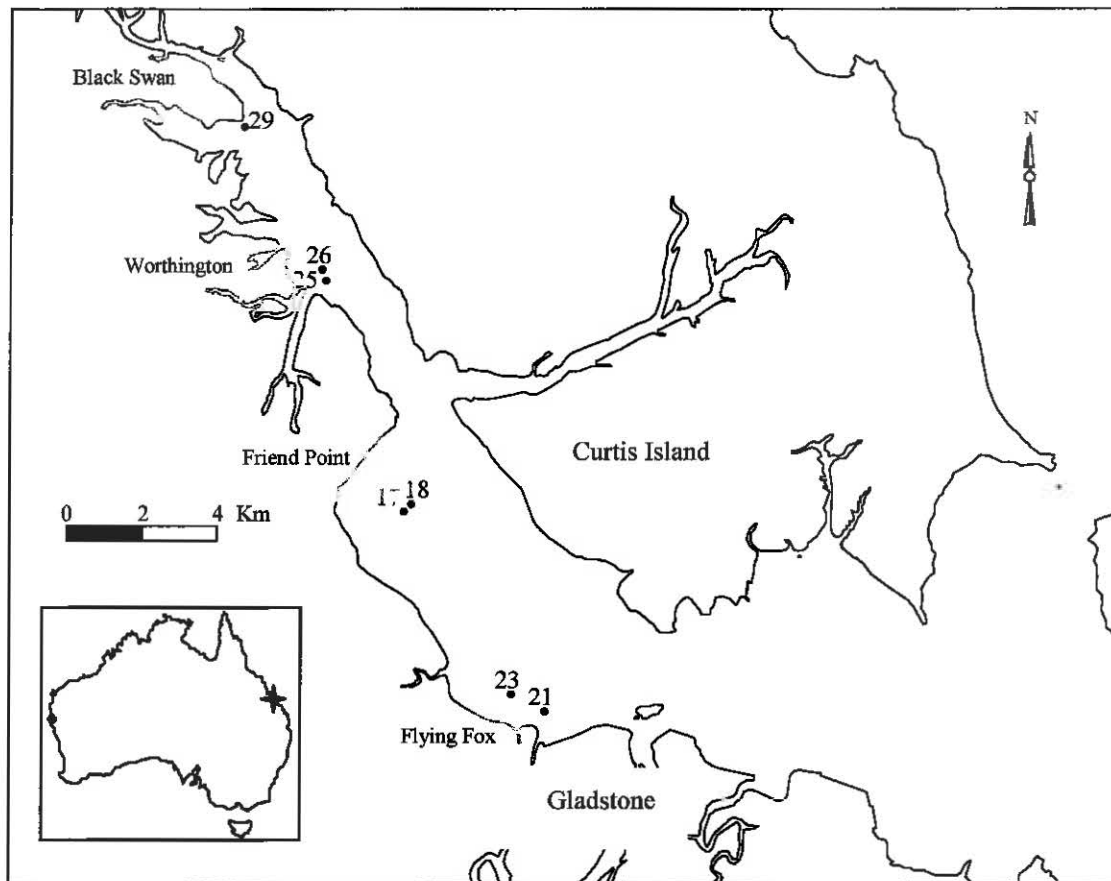 Black Swan
29
N
Worthington
26
25
Friend Point
Curtis Island
17 18
0 2 4 Km
23
21
Flying Fox
Gladstone